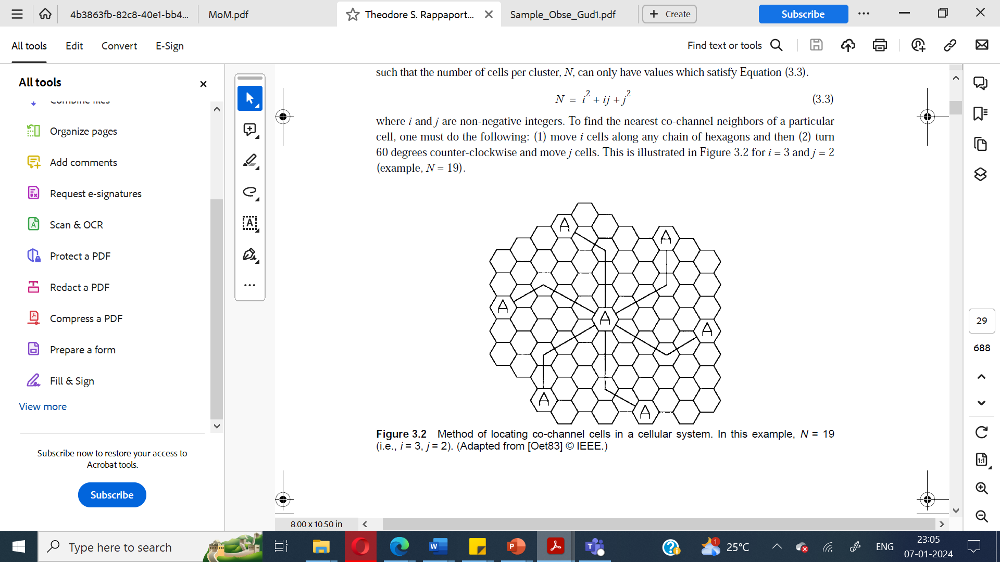 4b3863fb-82c8-40e1-bb4...
MoM.pdf
Theodore S. Rappaport...
Sample_Obse_Gud1.pdf
Create
Subscribe
All tools
Edit
Convert
E-Sign
Find text or tools
All tools
Organize pages
Add comments
Request e-signatures
Scan & OCR
Protect a PDF
Redact a PDF
Compress a PDF
Prepare a form
Fill & Sign
View more
Subscribe now to restore your access to
Acrobat tools.
Subscribe
such that the number of cells per cluster, N, can only have values which satisfy Equation (3.3).
N = i² + ij + j² (3.3)
where i and j are non-negative integers. To find the nearest co-channel neighbors of a particular
cell, one must do the following: (1) move i cells along any chain of hexagons and then (2) turn
60 degrees counter-clockwise and move j cells. This is illustrated in Figure 3.2 for i = 3 and j = 2
(example, N = 19).
A
A
A
A
A
A
A
Figure 3.2 Method of locating co-channel cells in a cellular system. In this example, N = 19
(i.e., i = 3, j = 2). (Adapted from [Oet83] © IEEE.)
8.00 x 10.50 in
29
688
1:1
Type here to search
1
25°C
ENG
23:05
07-01-2024